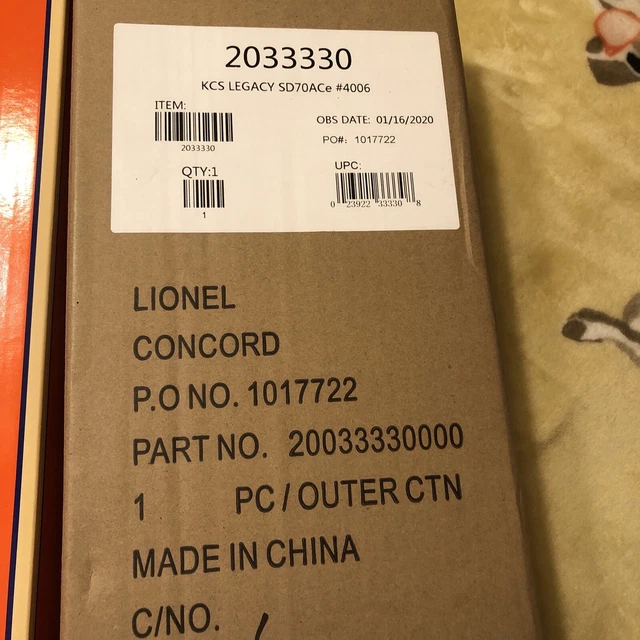 2033330
KCS LEGACY SD70ACe #4006
ITEM:
2033330
OBS DATE: 01/16/2020
PO#: 1017722
QTY:1
1
UPC:
0 23922 33330 8
LIONEL
CONCORD
P.O NO. 1017722
PART NO. 20033330000
1 PC / OUTER CTN
MADE IN CHINA
C/NO.